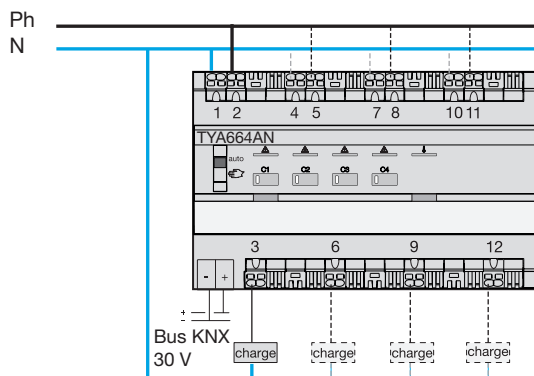 Ph
N
1 2 4 5 7 8 10 11
TYA664AN
auto
C1 C2 C3 C4
3 6 9 12
- +
Bus KNX
30 V
charge charge charge charge